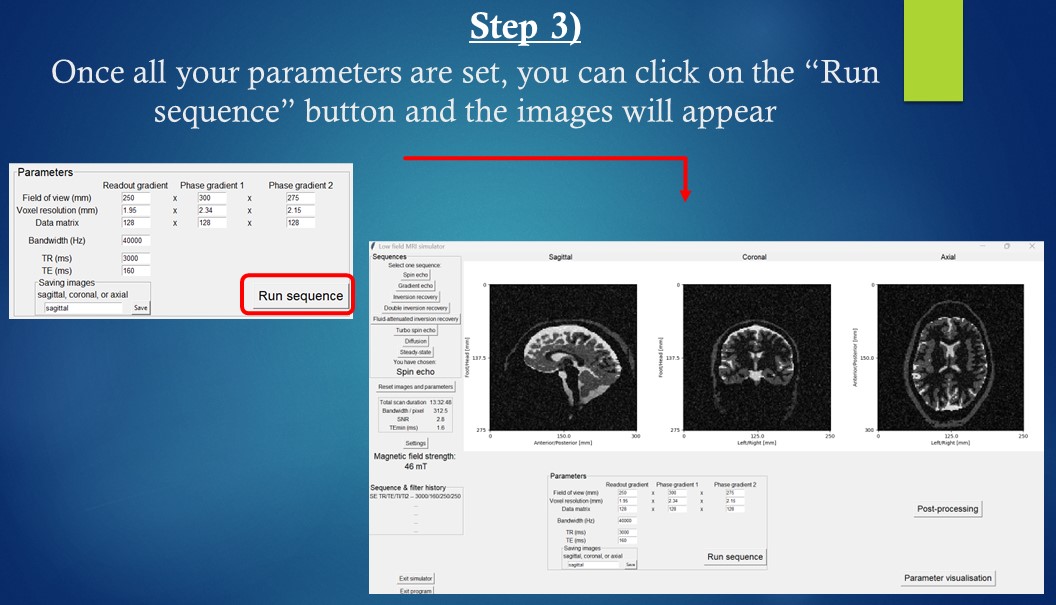 Step 3)
Once all your parameters are set, you can click on the “Run
sequence” button and the images will appear
Parameters
Readout gradient Phase gradient 1 Phase gradient 2
Field of view (mm) 250 x 300 x 275
Voxel resolution (mm) 1.95 x 2.34 x 2.15
Data matrix 128 x 128 x 128
Bandwidth (Hz) 40000
TR (ms) 3000
TE (ms) 160
Saving images
sagittal, coronal, or axial
sagittal Save
Run sequence
Low field MRI simulator
Sequences
Select one sequence:
Spin echo
Gradient echo
Inversion recovery
Double inversion recovery
Fluid-attenuated inversion recovery
Turbo spin echo
Diffusion
Steady state
You have chosen:
Spin echo
Reset images and parameters
Total scan duration 13:32:48
Bandwidth / pixel 312.5
SNR 2.8
TEmin (ms) 1.6
Settings
Magnetic field strength:
46 mT
Sequence & filter history
SE TR/TE/TI/TI2 -- 3000/160/250/250
...
...
...
...
Exit simulator
Exit program
Sagittal
0
Foot/Head [mm]
137.5
275
0 150.0 300
Anterior/Posterior [mm]
Coronal
0
Foot/Head [mm]
137.5
275
0 125.0 250
Left/Right [mm]
Axial
0
Anterior/Posterior [mm]
150.0
300
0 125.0 250
Left/Right [mm]
Parameters
Readout gradient Phase gradient 1 Phase gradient 2
Field of view (mm) 250 x 300 x 275
Voxel resolution (mm) 1.95 x 2.34 x 2.15
Data matrix 128 x 128 x 128
Bandwidth (Hz) 40000
TR (ms) 3000
TE (ms) 160
Saving images
sagittal, coronal, or axial
sagittal Save
Run sequence
Post-processing
Parameter visualisation